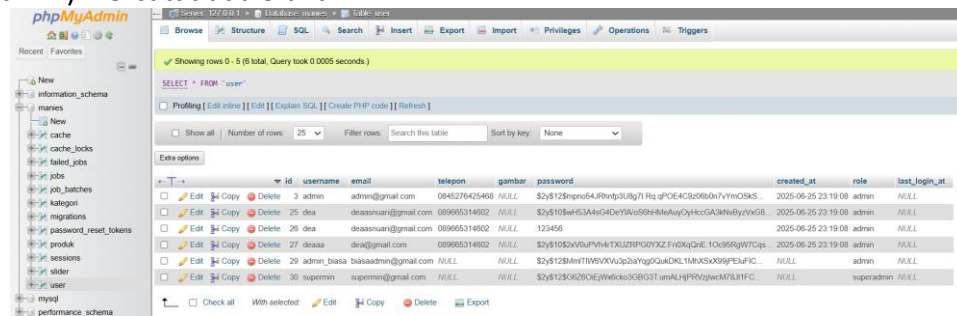 phpMyAdmin
Recent Favorites
New
information_schema
manies
New
cache
cache_locks
failed_jobs
jobs
job_batches
kategori
migrations
password_reset_tokens
produk
sessions
slider
user
mysql
performance_schema
Server: 127.0.0.1 » Database: manies » Table: user
Browse Structure SQL Search Insert Export Import Privileges Operations Triggers
Showing rows 0 - 5 (6 total, Query took 0.0005 seconds.)
SELECT * FROM `user`
Profiling [ Edit inline ] [ Edit ] [ Explain SQL ] [ Create PHP code ] [ Refresh ]
Show all | Number of rows: 25 Filter rows: Search this table Sort by key: None
Extra options
id username email telepon gambar password created_at role last_login_at
Edit Copy Delete 3 admin admin@gmail.com 0845276425468 NULL 2025-06-25 23:19:08 admin NULL
Edit Copy Delete 25 dea deaasnuari@gmail.com 089665314602 NULL 2025-06-25 23:19:08 admin NULL
Edit Copy Delete 26 dea deaasnuari@gmail.com 089665314602 NULL 123456 2025-06-25 23:19:08 admin NULL
Edit Copy Delete 27 deaaa dea@gmail.com 089665314602 NULL 2025-06-25 23:19:08 admin NULL
Edit Copy Delete 29 admin_biasa biasaadmin@gmail.com NULL NULL NULL admin NULL
Edit Copy Delete 30 supermin supermin@gmail.com NULL NULL NULL superadmin NULL
Check all With selected: Edit Copy Delete Export